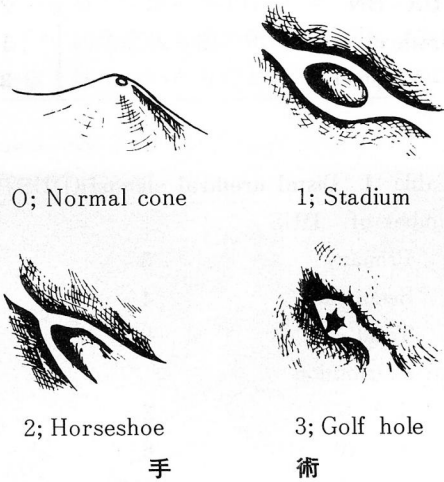 O; Normal cone
1; Stadium
2; Horseshoe
3; Golf hole
手 術